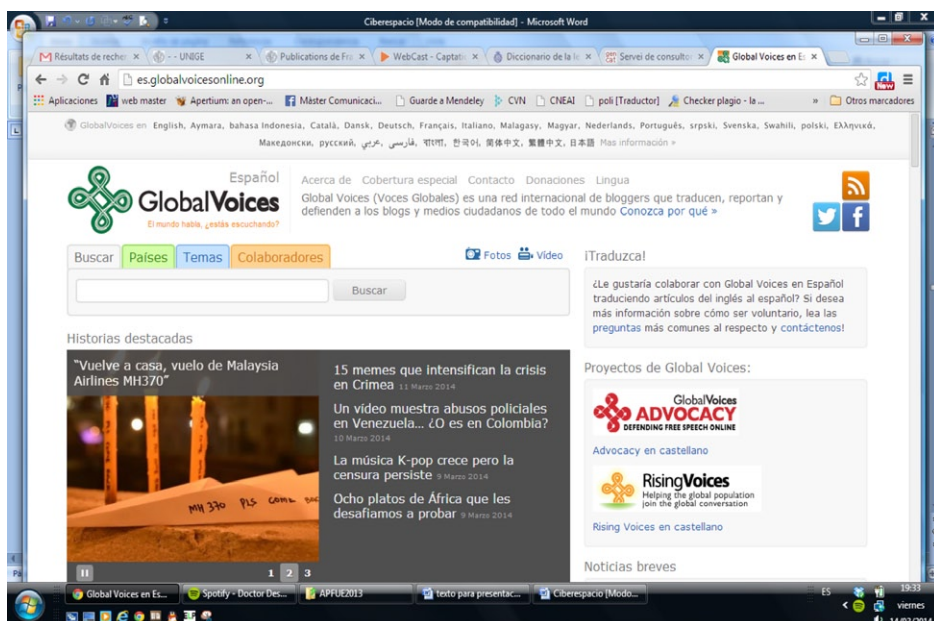 Ciberespacio [Modo de compatibilidad] - Microsoft Word
Résultats de recher
- - UNIGE
Publications de Fra
WebCast - Captati
Diccionario de la le
Servei de consultor
Global Voices en Es
es.globalvoicesonline.org
New
Aplicaciones web master Apertium: an open-... Máster Comunicaci... Guarde a Mendeley CVN CNEAI poli [Traductor] Checker plagio - la ... » Otros marcadores
GlobalVoices en English, Aymara, bahasa Indonesia, Català, Dansk, Deutsch, Français, Italiano, Malagasy, Magyar, Nederlands, Português, srpski, Svenska, Swahili, polski, Ελληνικά,
Македонски, русский, عربي, فارسی, বাংলা, 한국어, 简体中文, 繁體中文, 日本語 Mas información »
Español
GlobalVoices
El mundo habla, ¿estás escuchando?
Acerca de Cobertura especial Contacto Donaciones Lingua
Global Voices (Voces Globales) es una red internacional de bloggers que traducen, reportan y
defienden a los blogs y medios ciudadanos de todo el mundo Conozca por qué »
Buscar Países Temas Colaboradores
Fotos Vídeo
Buscar
¡Traduzca!
¿Le gustaría colaborar con Global Voices en Español
traduciendo artículos del inglés al español? Si desea
más información sobre cómo ser voluntario, lea las
preguntas más comunes al respecto y contáctenos!
Historias destacadas
"Vuelve a casa, vuelo de Malaysia
Airlines MH370"
MH 370 PLS COME
15 memes que intensifican la crisis
en Crimea 11 Marzo 2014
Un vídeo muestra abusos policiales
en Venezuela... ¿O es en Colombia?
10 Marzo 2014
La música K-pop crece pero la
censura persiste 9 Marzo 2014
Ocho platos de África que les
desafiamos a probar 9 Marzo 2014
1 2 3
Proyectos de Global Voices:
GlobalVoices
ADVOCACY
DEFENDING FREE SPEECH ONLINE
Advocacy en castellano
RisingVoices
Helping the global population
join the global conversation
Rising Voices en castellano
Noticias breves
Global Voices en Es...
Spotify - Doctor Des...
APFUE2013
texto para presentac...
Ciberespacio [Modo...
ES
19:33
viernes
14/03/2014